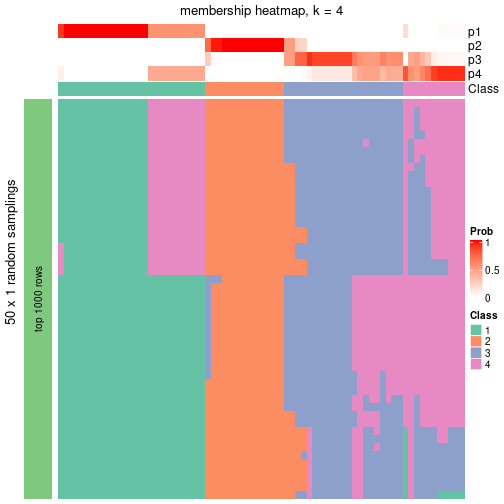 membership heatmap, k = 4
p1
p2
p3
p4
Class
50 x 1 random samplings
top 1000 rows
Prob
1
0.5
0
Class
1
2
3
4